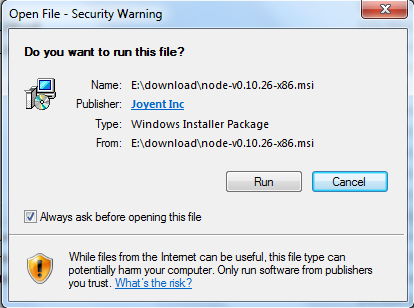 Open File - Security Warning
Do you want to run this file?
Name: E:\download\node-v0.10.26-x86.msi
Publisher: Joyent Inc
Type: Windows Installer Package
From: E:\download\node-v0.10.26-x86.msi
Run Cancel
Always ask before opening this file
While files from the Internet can be useful, this file type can
potentially harm your computer. Only run software from publishers
you trust. What's the risk?